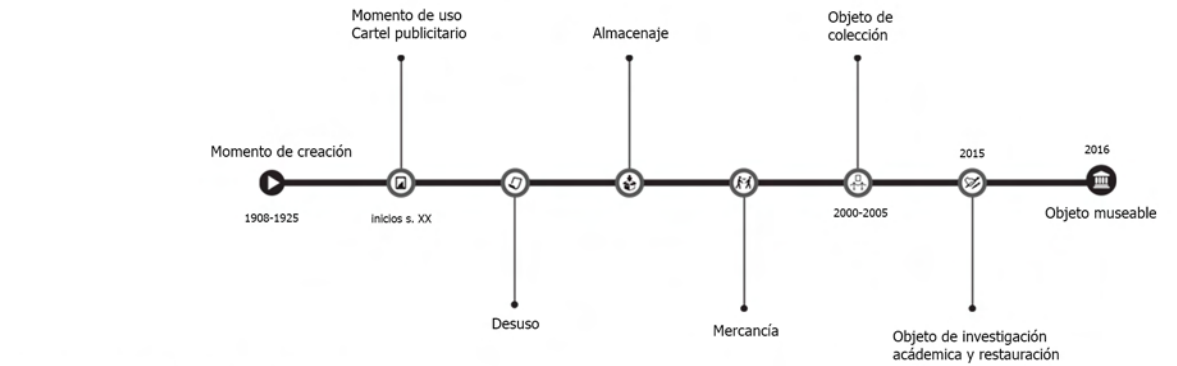 Momento de uso
Cartel publicitario
Almacenaje
Objeto de
colección
Momento de creación
2015
2016
1908-1925
inicios s. XX
2000-2005
Objeto museable
Desuso
Mercancía
Objeto de investigación
acádemica y restauración